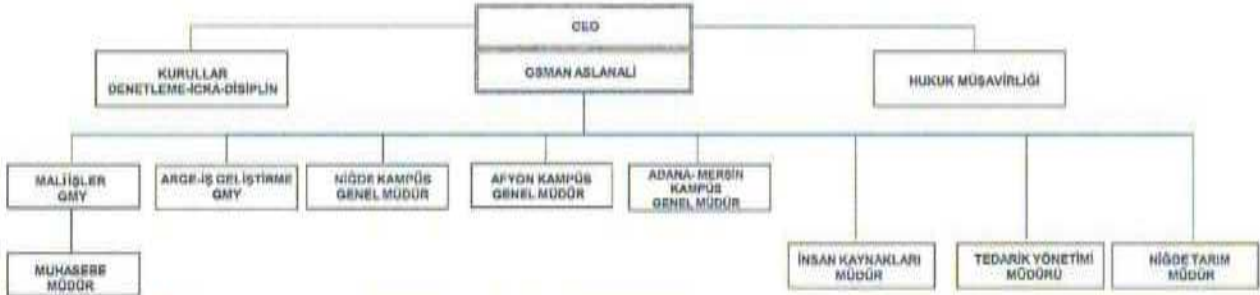 CEO
OSMAN ASLANALİ
KURULLAR
DENETLEME-İCRA-DİSİPLİN
HUKUK MÜŞAVİRLİĞİ
MALİ İŞLER
GMY
ARGE-İŞ GELİŞTİRME
GMY
NİĞDE KAMPÜS
GENEL MÜDÜR
AFYON KAMPÜS
GENEL MÜDÜR
ADANA- MERSİN
KAMPÜS
GENEL MÜDÜR
MUHASEBE
MÜDÜR
İNSAN KAYNAKLARI
MÜDÜR
TEDARİK YÖNETİMİ
MÜDÜRÜ
NİĞDE TARIM
MÜDÜR